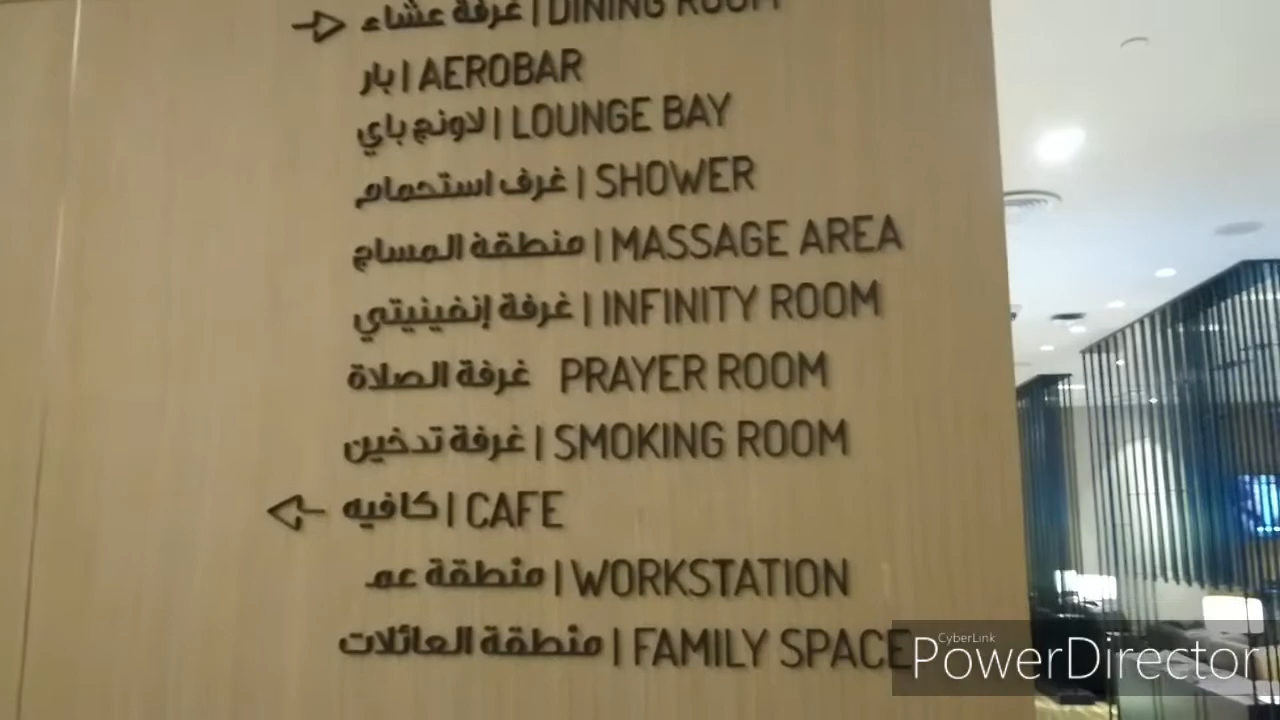 غرفة عشاء | DINING ROOM
بار | AEROBAR
لاونج باي | LOUNGE BAY
غرف استحمام | SHOWER
منطقة المساج | MASSAGE AREA
غرفة إنفينيتي | INFINITY ROOM
غرفة الصلاة PRAYER ROOM
غرفة تدخين | SMOKING ROOM
كافيه | CAFE
منطقة عم | WORKSTATION
منطقة العائلات | FAMILY SPACE
CyberLink
PowerDirector